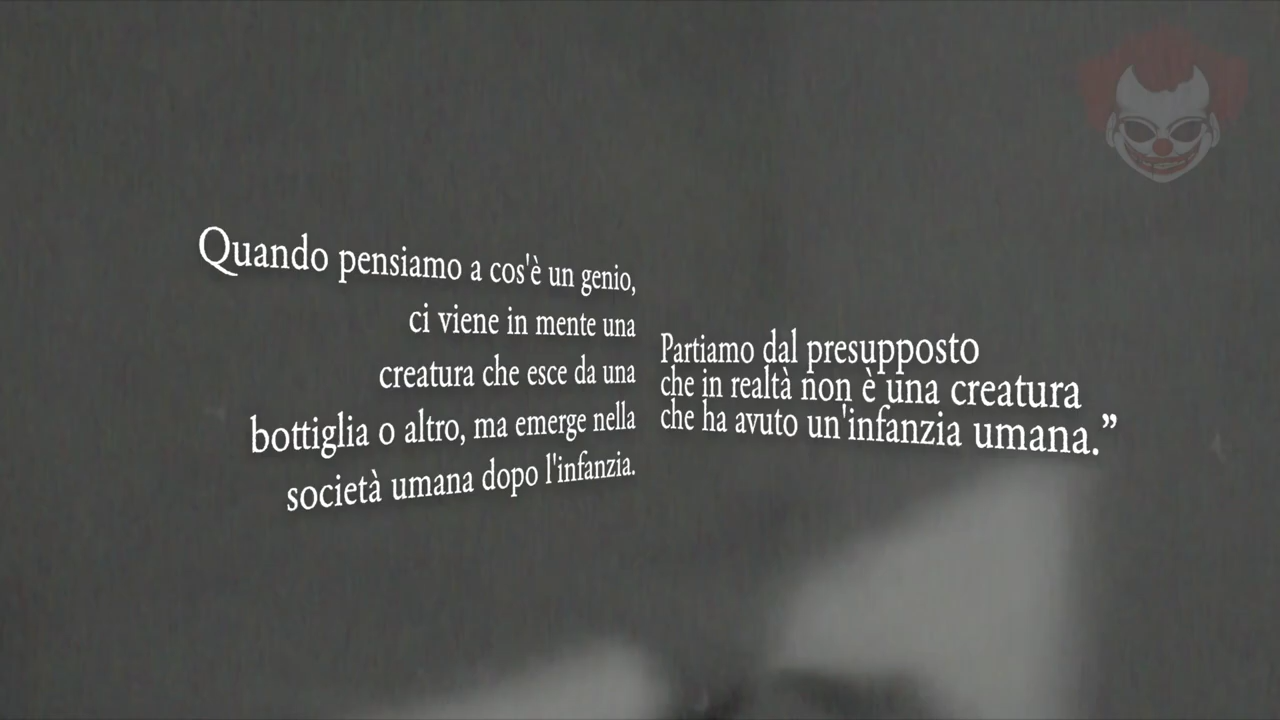 Quando pensiamo a cos'è un genio,
ci viene in mente una
creatura che esce da una
bottiglia o altro, ma emerge nella
società umana dopo l'infanzia.
Partiamo dal presupposto
che in realtà non è una creatura
che ha avuto un'infanzia umana.”